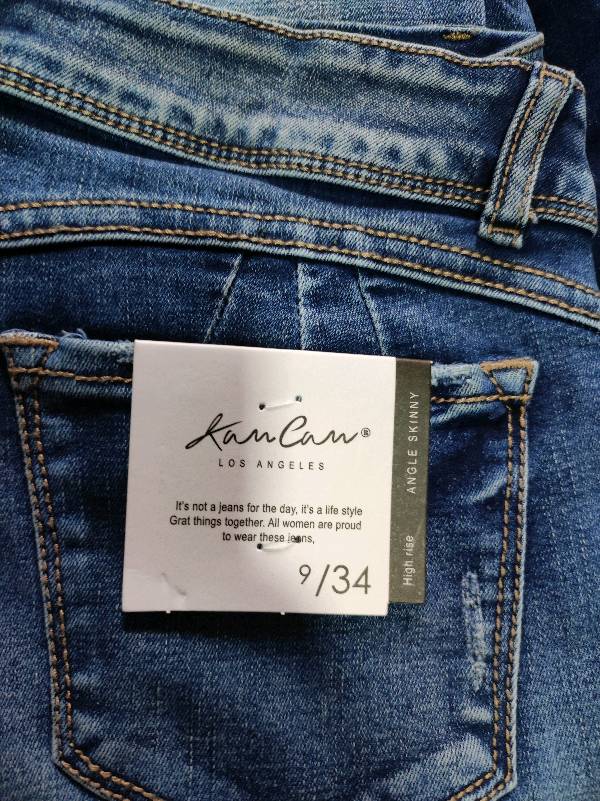 KanCan®
LOS ANGELES
It's not a jeans for the day, it's a life style
Grat things together. All women are proud
to wear these jeans,
9/34
High rise ANGLE SKINNY